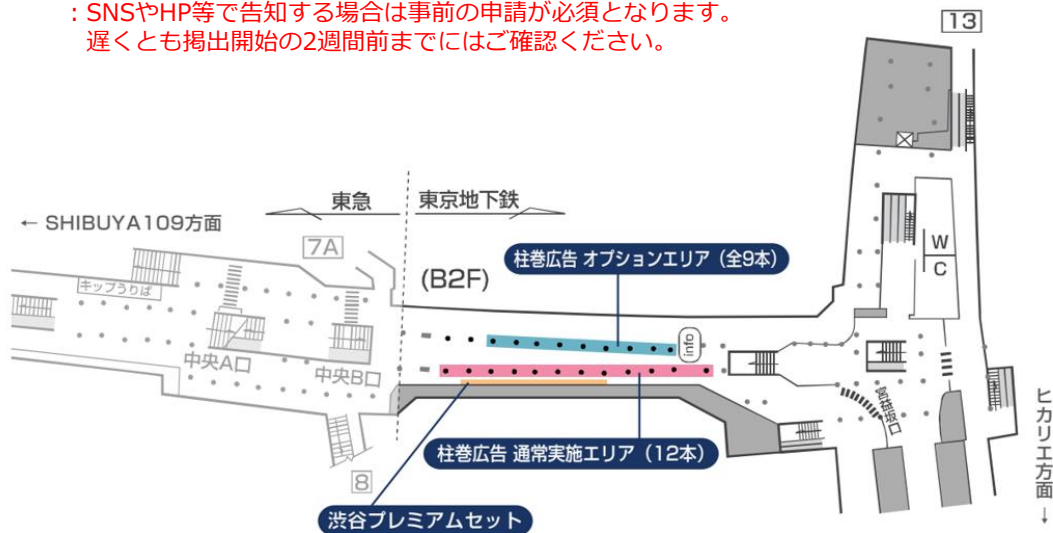 ：SNSやHP等で告知する場合は事前の申請が必須となります。
遅くとも掲出開始の2週間前までにはご確認ください。
13
東急
東京地下鉄
← SHIBUYA109方面
7A
(B2F)
柱巻広告 オプションエリア（全9本）
W
C
キップうりば
info
中央A口
中央B口
宮益坂口
ヒカリエ方面 →
柱巻広告 通常実施エリア（12本）
8
渋谷プレミアムセット